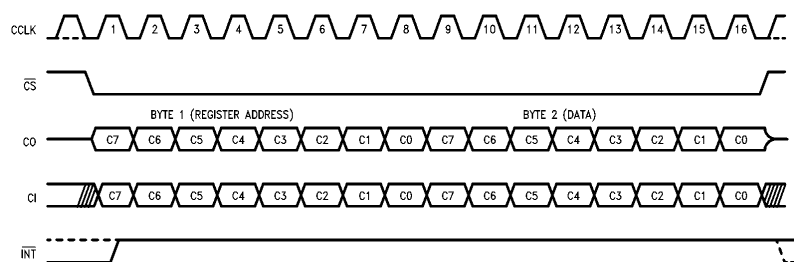 CCLK 1 2 3 4 5 6 7 8 9 10 11 12 13 14 15 16
CS
BYTE 1 (REGISTER ADDRESS) BYTE 2 (DATA)
CO C7 C6 C5 C4 C3 C2 C1 C0 C7 C6 C5 C4 C3 C2 C1 C0
CI C7 C6 C5 C4 C3 C2 C1 C0 C7 C6 C5 C4 C3 C2 C1 C0
INT